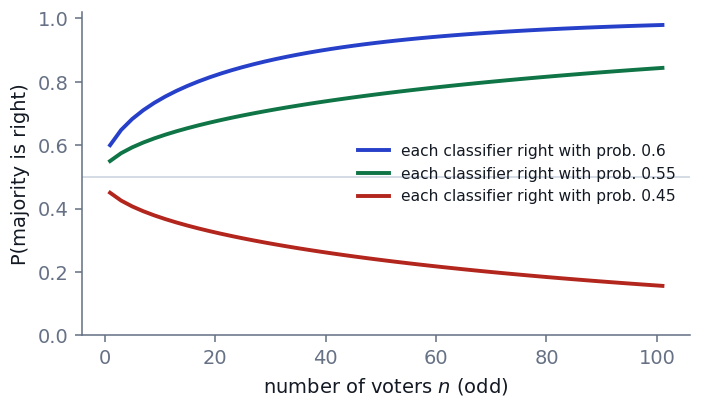 P(majority is right)
1.0
0.8
0.6
0.4
0.2
0.0
each classifier right with prob. 0.6
each classifier right with prob. 0.55
each classifier right with prob. 0.45
0 20 40 60 80 100
number of voters n (odd)